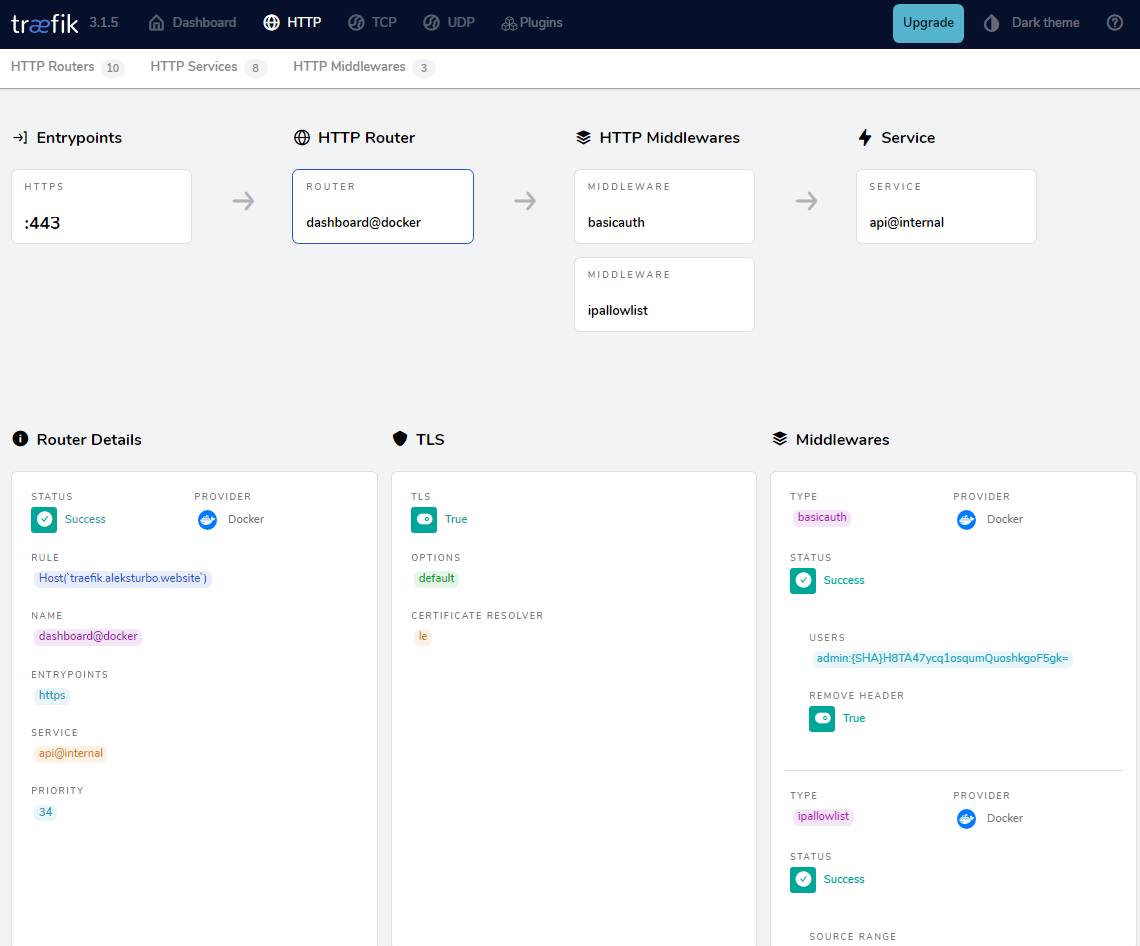 træfik 3.1.5 Dashboard HTTP TCP UDP Plugins Upgrade Dark theme
HTTP Routers 10 HTTP Services 8 HTTP Middlewares 3
Entrypoints HTTP Router HTTP Middlewares Service
HTTPS ROUTER MIDDLEWARE SERVICE
:443 dashboard@docker basicauth api@internal
MIDDLEWARE
ipallowlist
Router Details
STATUS PROVIDER
Success Docker
RULE
Host(`traefik.aleksturbo.website`)
NAME
dashboard@docker
ENTRYPOINTS
https
SERVICE
api@internal
PRIORITY
34
TLS
TLS
True
OPTIONS
default
CERTIFICATE RESOLVER
le
Middlewares
TYPE PROVIDER
basicauth Docker
STATUS
Success
USERS
admin:{SHA}H8TA47ycq1osqumQuoshkgoF5gk=
REMOVE HEADER
True
TYPE PROVIDER
ipallowlist Docker
STATUS
Success
SOURCE RANGE